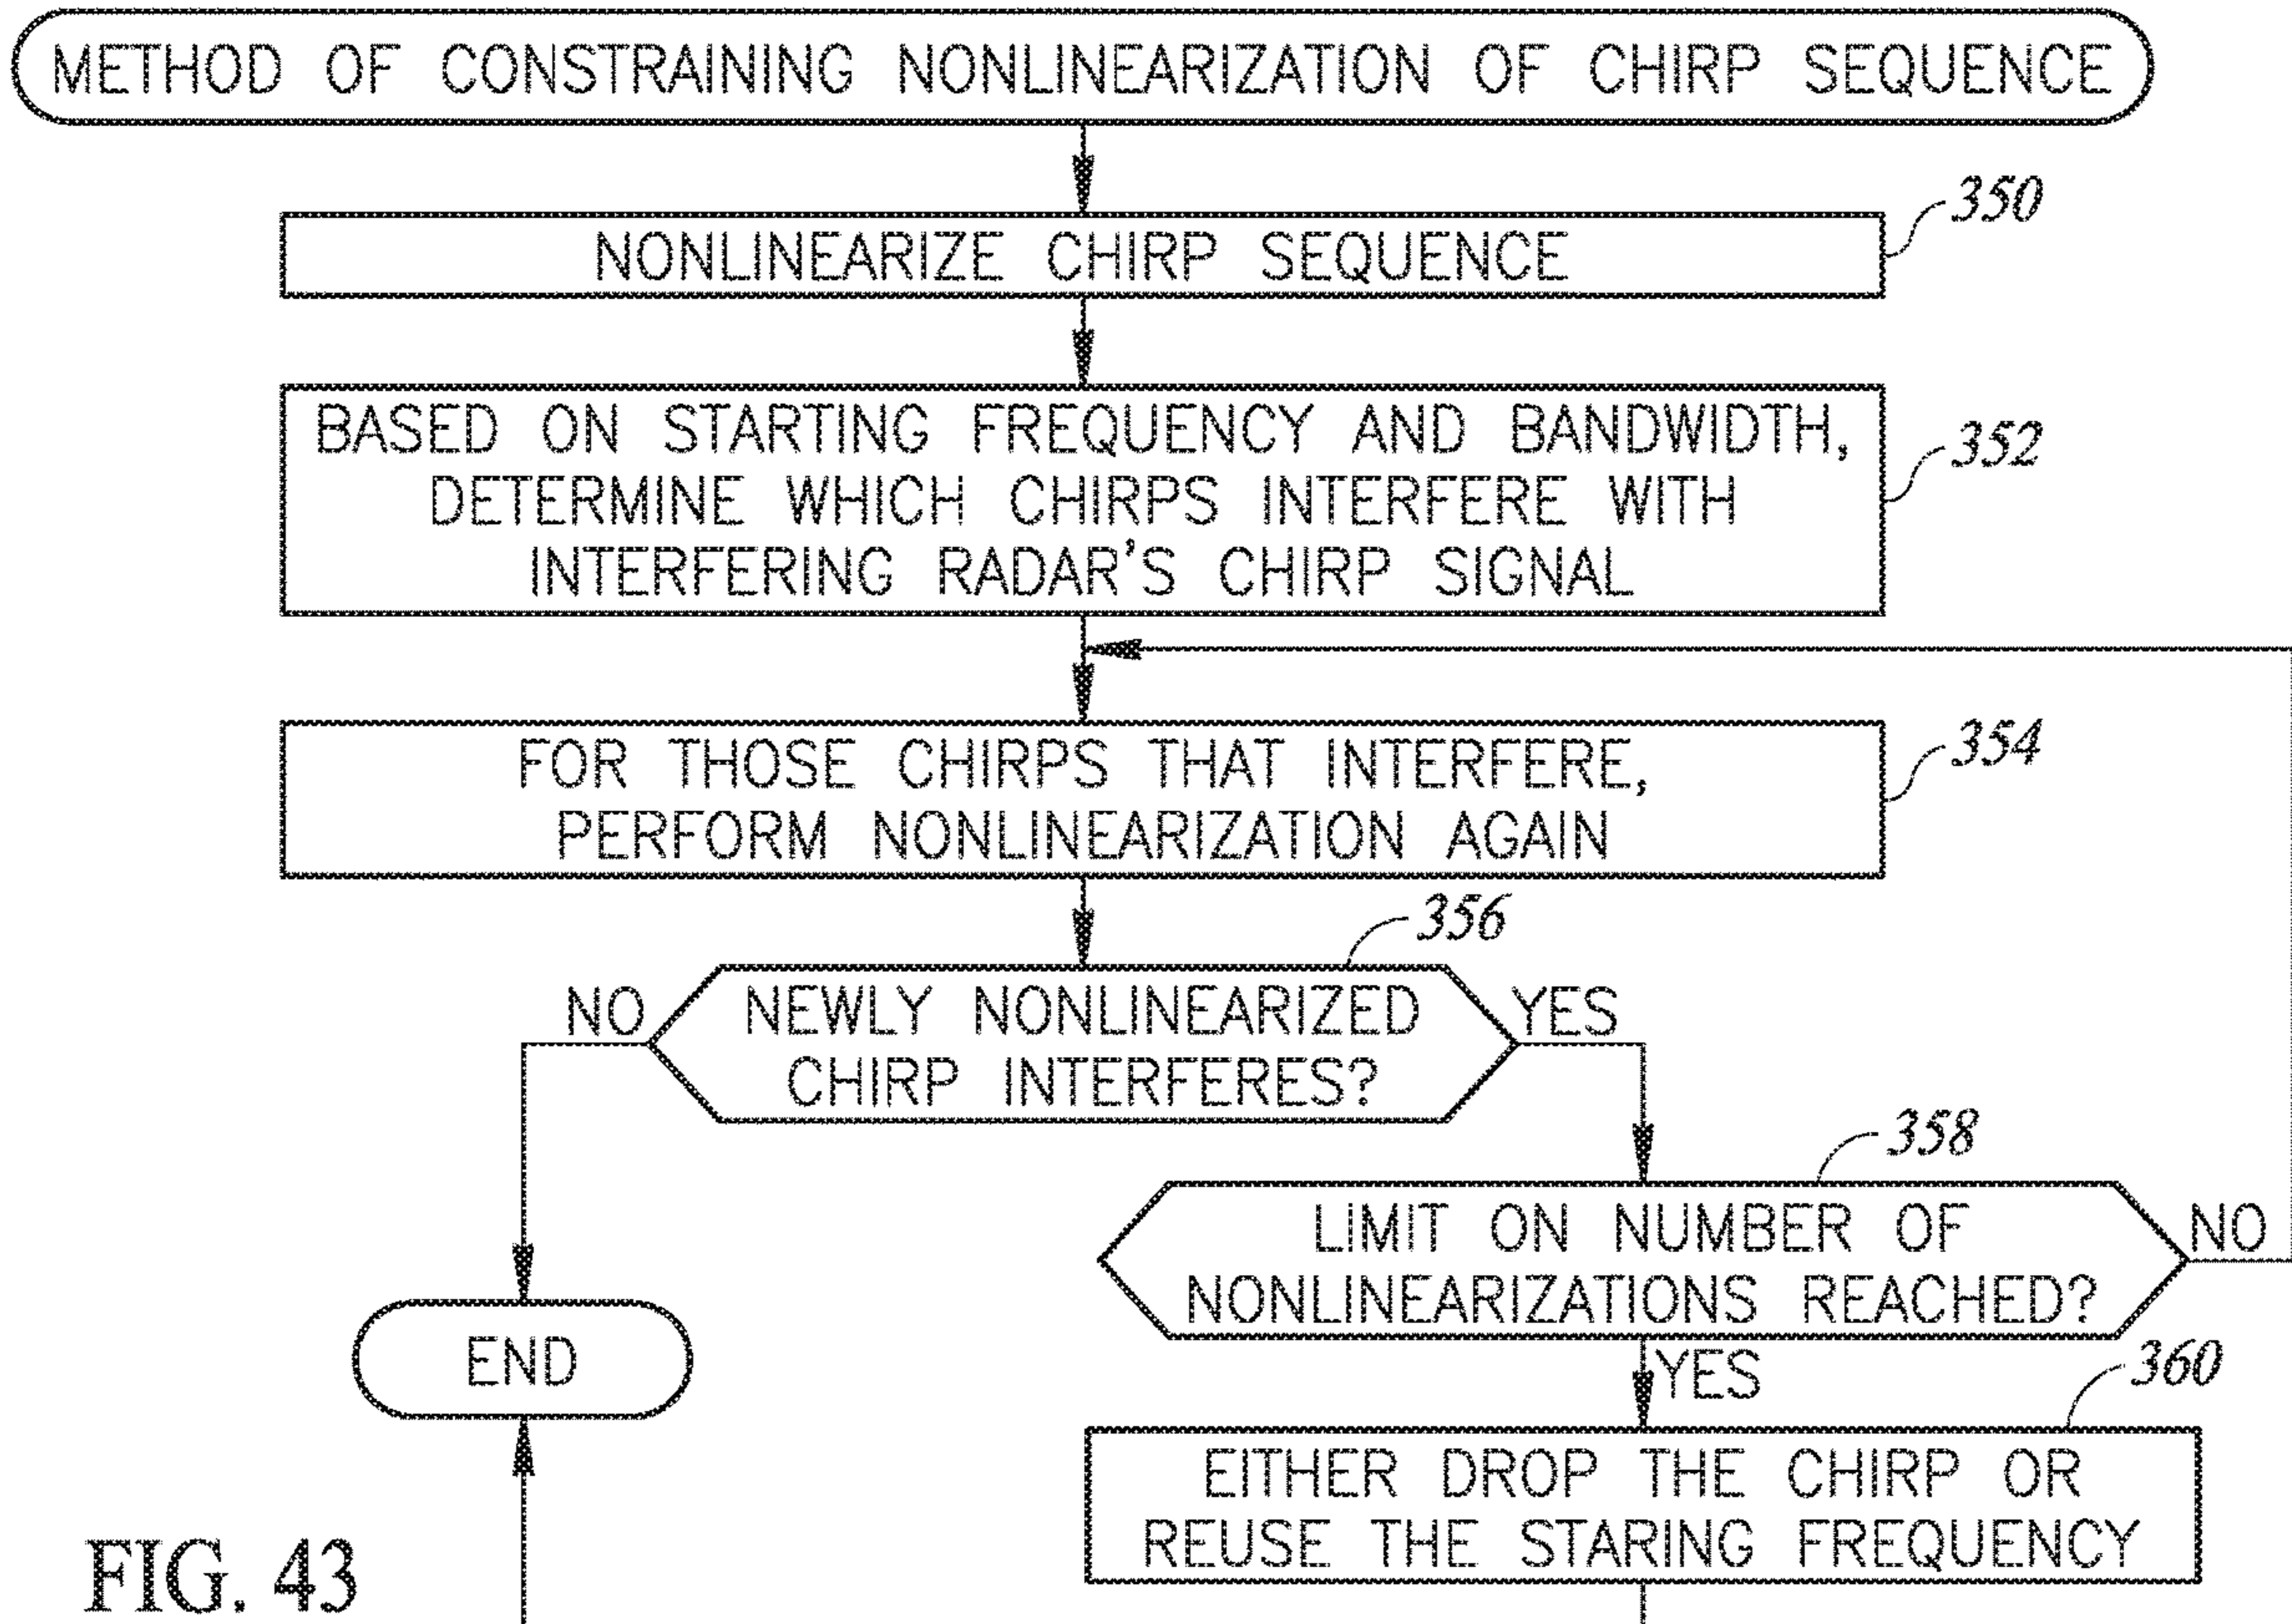 METHOD OF CONSTRAINING NONLINEARIZATION OF CHIRP SEQUENCE
350
NONLINEARIZE CHIRP SEQUENCE
BASED ON STARTING FREQUENCY AND BANDWIDTH,
DETERMINE WHICH CHIRPS INTERFERE WITH
INTERFERING RADAR'S CHIRP SIGNAL
352
FOR THOSE CHIRPS THAT INTERFERE,
PERFORM NONLINEARIZATION AGAIN
354
356
NO
NEWLY NONLINEARIZED
CHIRP INTERFERES?
YES
358
LIMIT ON NUMBER OF
NONLINEARIZATIONS REACHED?
NO
END
YES
360
EITHER DROP THE CHIRP OR
REUSE THE STARING FREQUENCY
FIG. 43